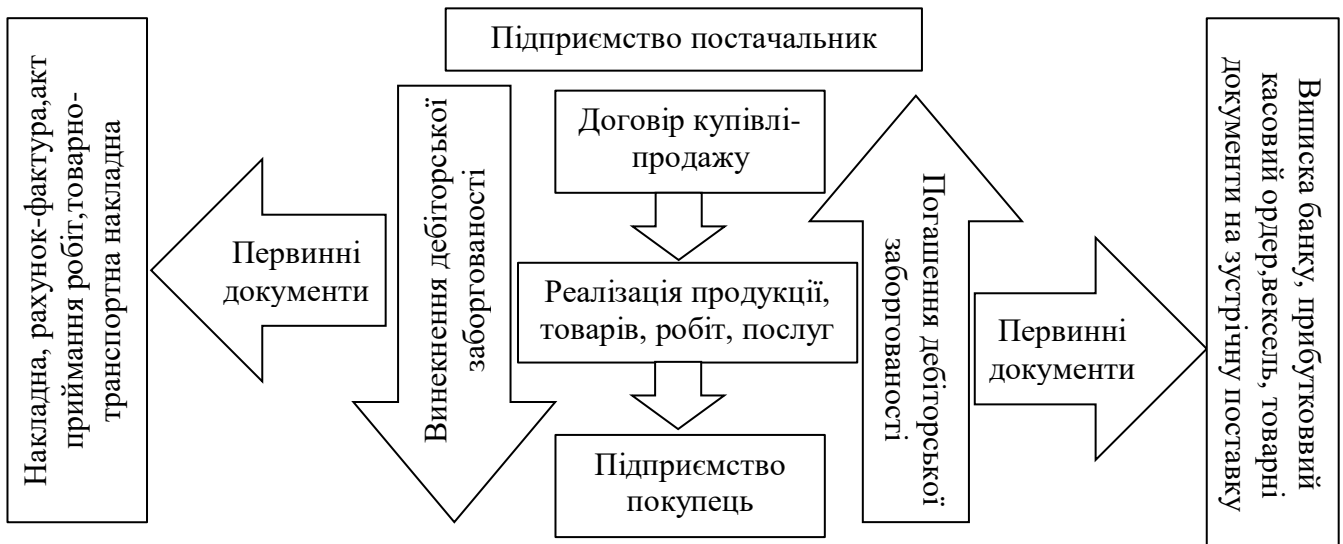 Підприємство постачальник
Накладна, рахунок-фактура,акт
приймання робіт,товарно-
транспортна накладна
Первинні
документи
Винекнення дебіторської
заборгованості
Договір купівлі-
продажу
Реалізація продукції,
товарів, робіт, послуг
Підприємство
покупець
Погашення дебіторської
заборгованості
Первинні
документи
Виписка банку, прибутковвий
касовий ордер,вексель, товарні
документи на зустрічну поставку